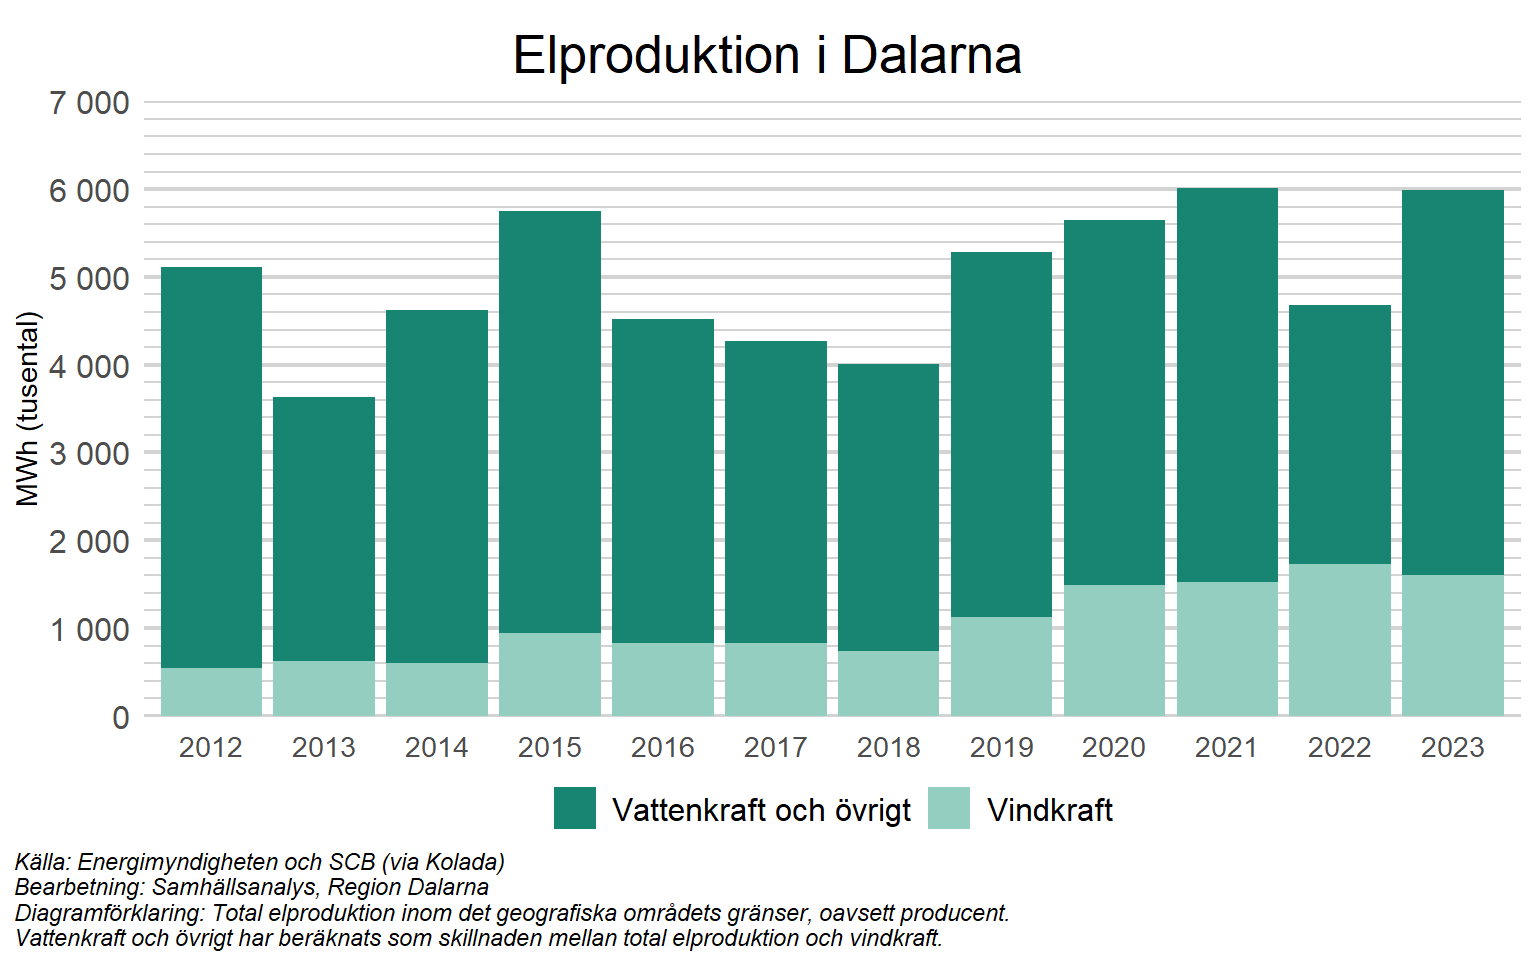 Elproduktion i Dalarna
7 000
6 000
5 000
4 000
3 000
2 000
1 000
0
MWh (tusental)
2012 2013 2014 2015 2016 2017 2018 2019 2020 2021 2022 2023
Vattenkraft och övrigt Vindkraft
Källa: Energimyndigheten och SCB (via Kolada)
Bearbetning: Samhällsanalys, Region Dalarna
Diagramförklaring: Total elproduktion inom det geografiska områdets gränser, oavsett producent.
Vattenkraft och övrigt har beräknats som skillnaden mellan total elproduktion och vindkraft.